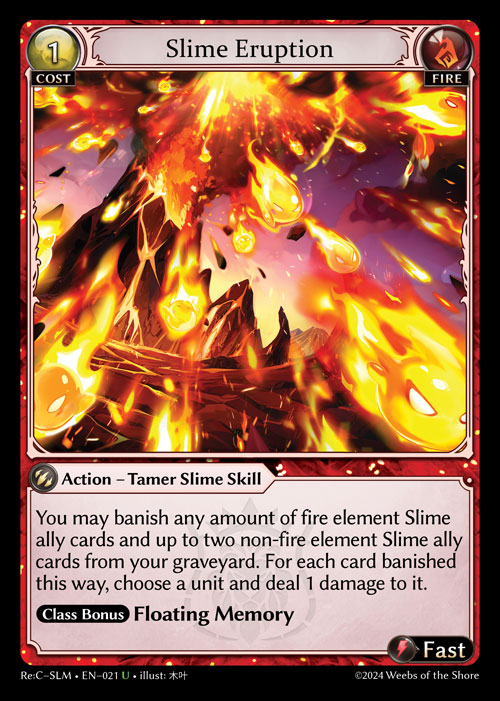 1
COST
Slime Eruption
FIRE
Action – Tamer Slime Skill
You may banish any amount of fire element Slime
ally cards and up to two non-fire element Slime ally
cards from your graveyard. For each card banished
this way, choose a unit and deal 1 damage to it.
Class Bonus Floating Memory
Fast
Re:C–SLM • EN–021 U • illust: 木叶
©2024 Weebs of the Shore